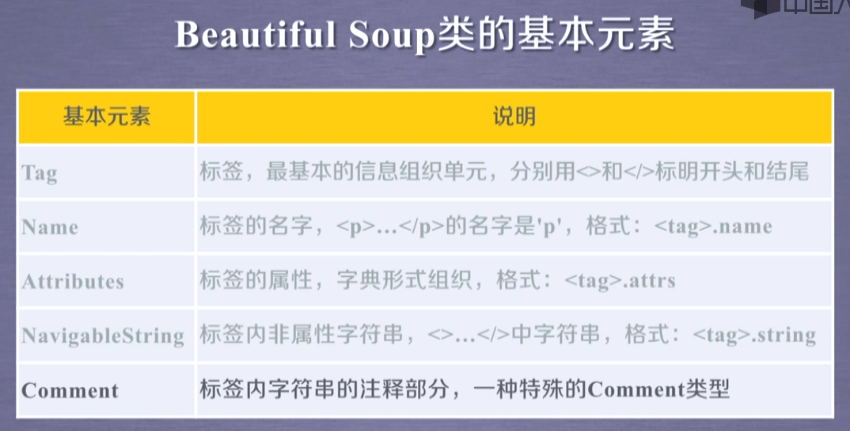 中国
Beautiful Soup类的基本元素
基本元素 说明
Tag 标签，最基本的信息组织单元，分别用<>和</>标明开头和结尾
Name 标签的名字，<p>…</p>的名字是'p'，格式：<tag>.name
Attributes 标签的属性，字典形式组织，格式：<tag>.attrs
NavigableString 标签内非属性字符串，<>…</>中字符串，格式：<tag>.string
Comment 标签内字符串的注释部分，一种特殊的Comment类型